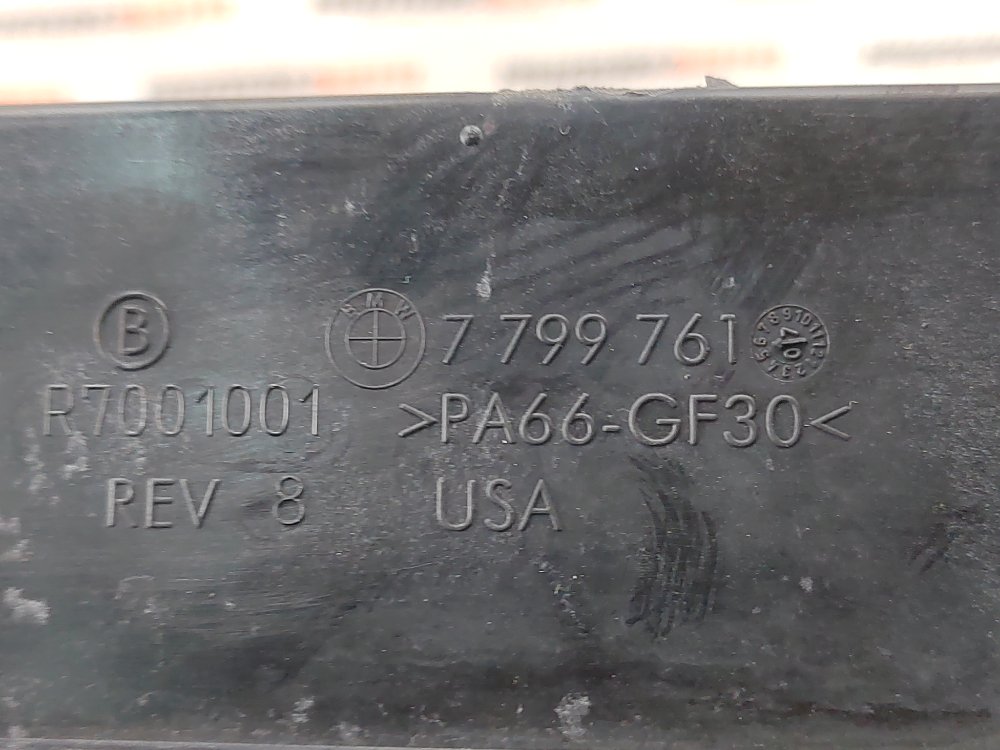 B BMW 7 799 761
R7001001 >PA66-GF30<
REV 8 USA